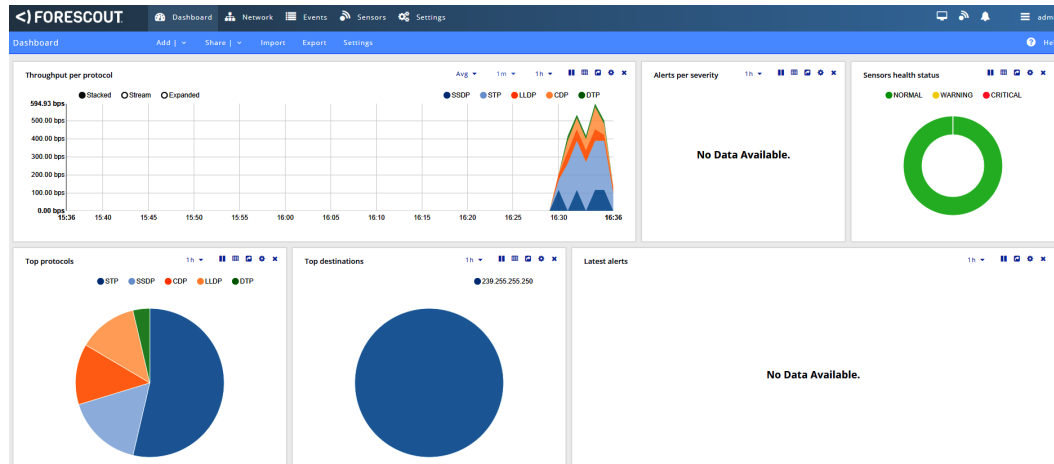 <) FORESCOUT. Dashboard Network Events Sensors Settings
Dashboard Add | Share | Import Export Settings
Throughput per protocol Avg 1m 1h
Stacked Stream Expanded SSDP STP LLDP CDP DTP
594.93 bps
500.00 bps
400.00 bps
300.00 bps
200.00 bps
100.00 bps
0.00 bps
15:36 15:40 15:45 15:50 15:55 16:00 16:05 16:10 16:15 16:20 16:25 16:30 16:36
Alerts per severity 1h
No Data Available.
Sensors health status
NORMAL WARNING CRITICAL
Top protocols 1h
STP SSDP CDP LLDP DTP
Top destinations 1h
239.255.255.250
Latest alerts 1h
No Data Available.